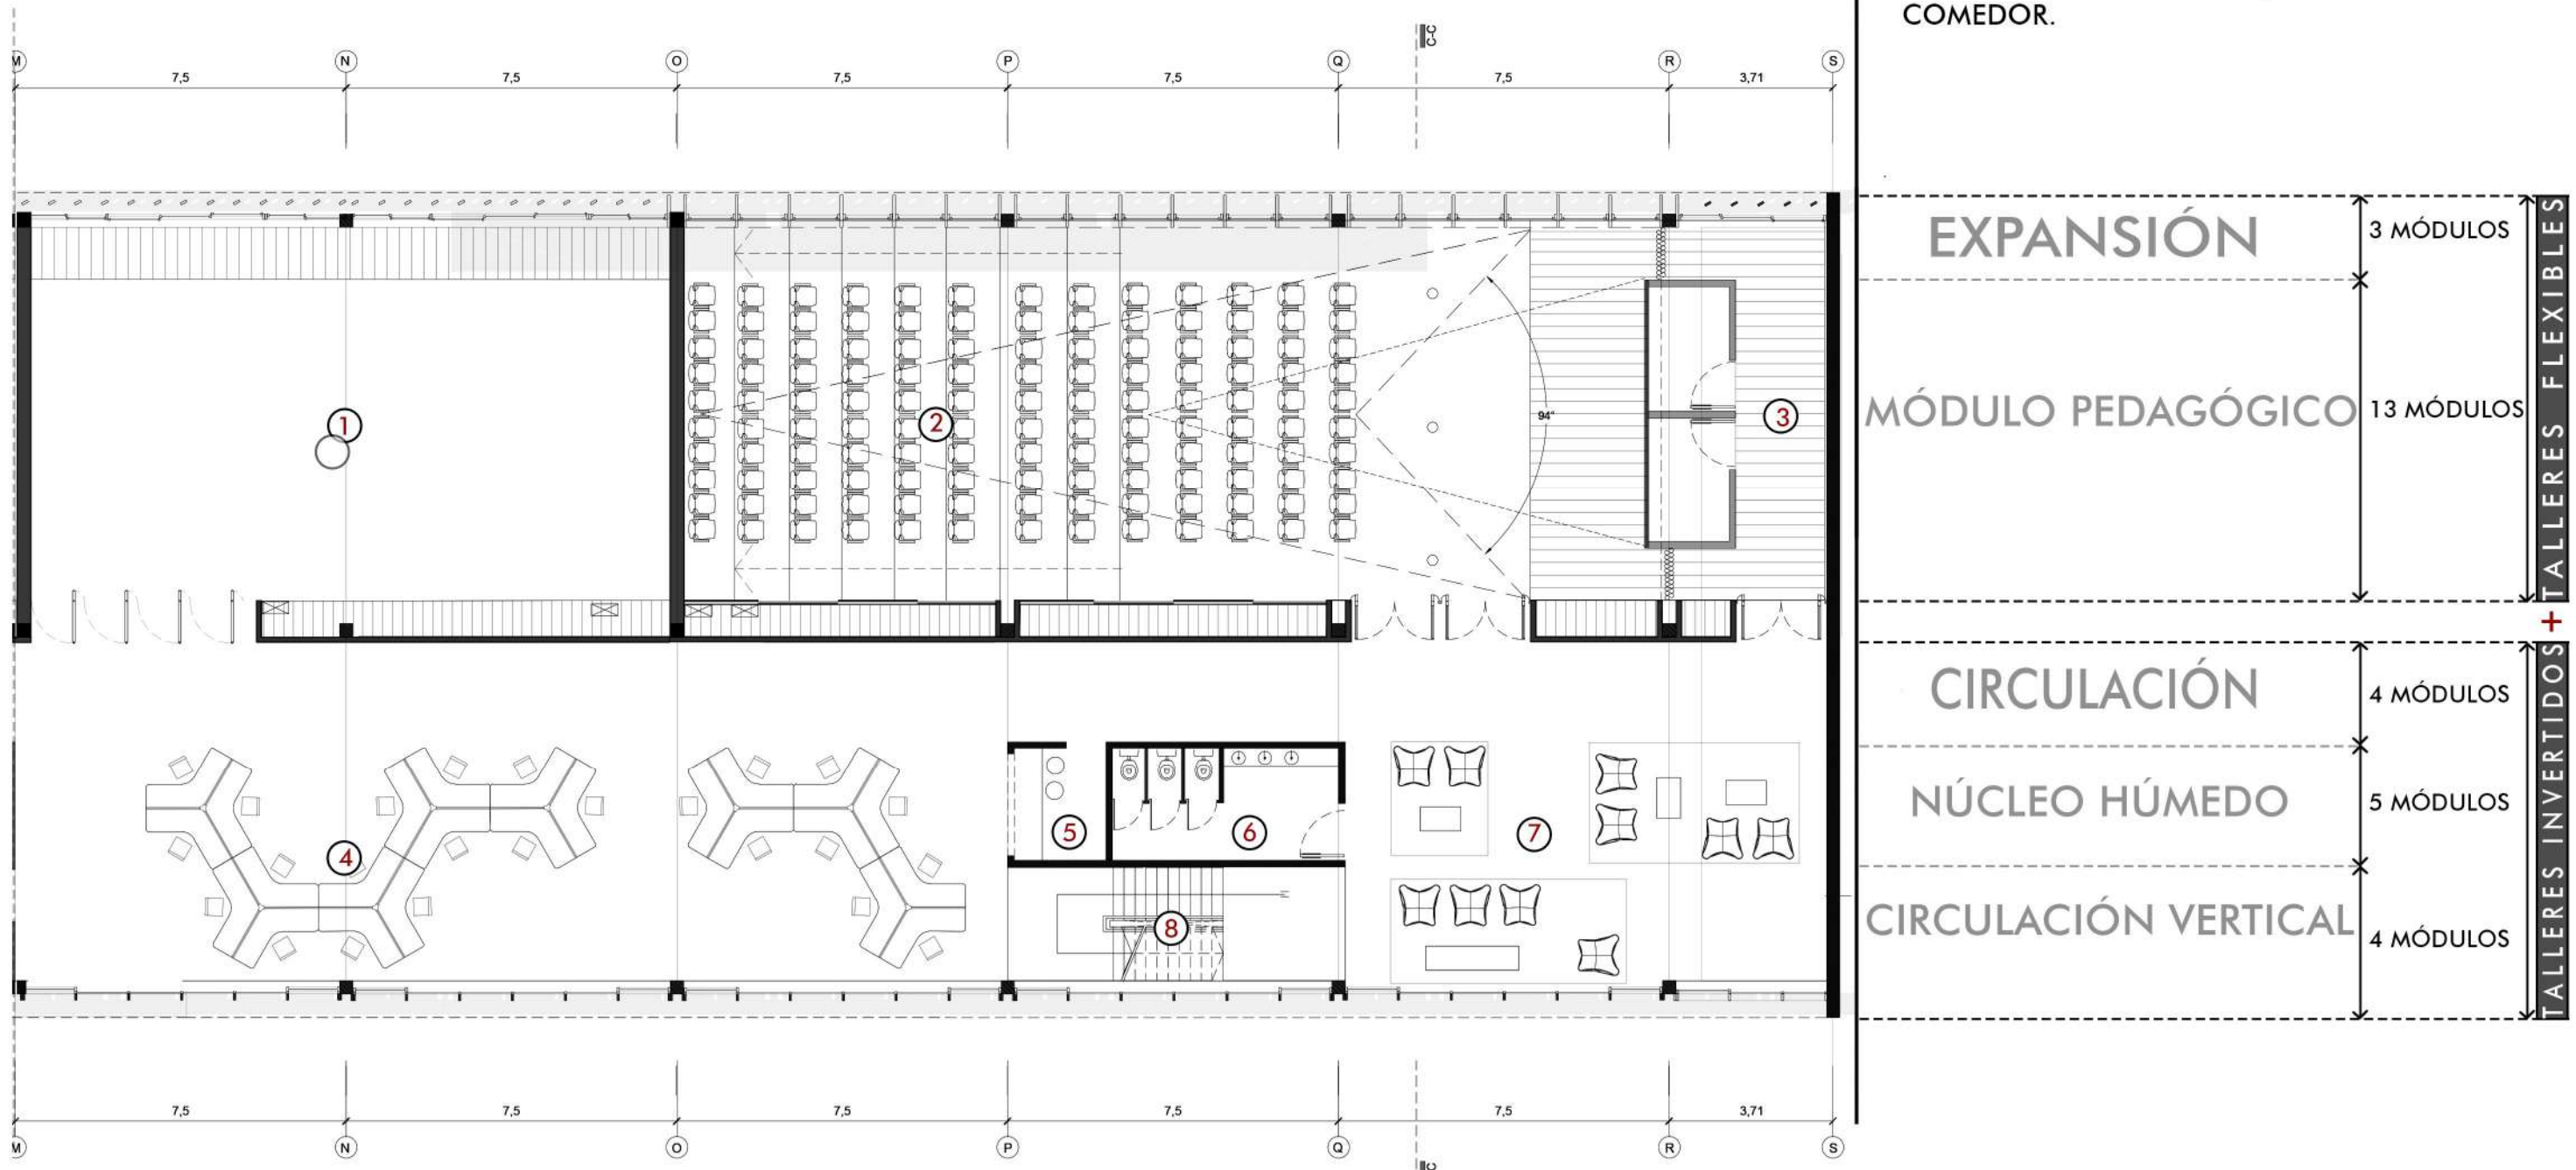 COMEDOR.
C-C
M N O P Q R S
7,5 7,5 7,5 7,5 7,5 3,71
EXPANSIÓN
3 MÓDULOS
MÓDULO PEDAGÓGICO
13 MÓDULOS
TALLERES FLEXIBLES
1
2
94°
3
+
CIRCULACIÓN
4 MÓDULOS
NÚCLEO HÚMEDO
5 MÓDULOS
CIRCULACIÓN VERTICAL
4 MÓDULOS
TALLERES INVERTIDOS
4
5
6
7
8
7,5 7,5 7,5 7,5 7,5 3,71
M N O P Q R S